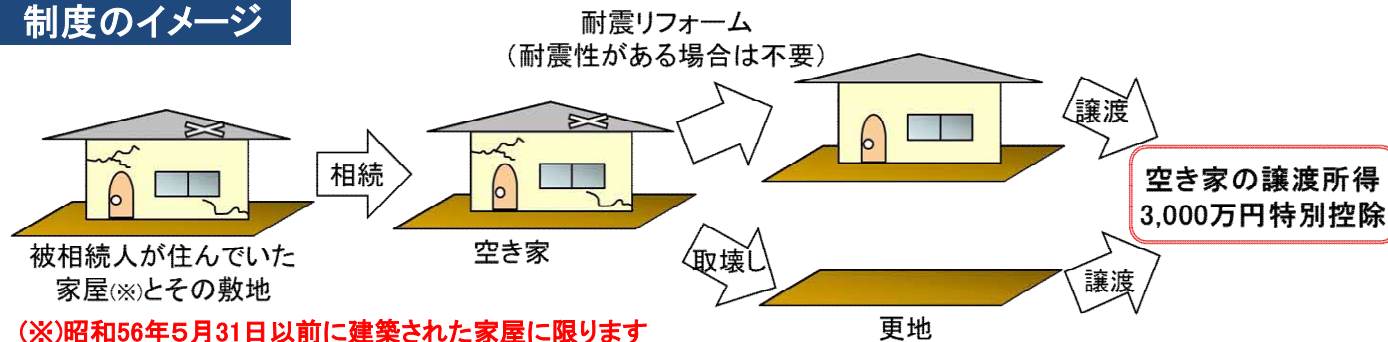 制度のイメージ
耐震リフォーム
（耐震性がある場合は不要）
相続
譲渡
空き家の譲渡所得
3,000万円特別控除
被相続人が住んでいた
家屋(※)とその敷地
空き家
取壊し
譲渡
更地
(※)昭和56年５月31日以前に建築された家屋に限ります